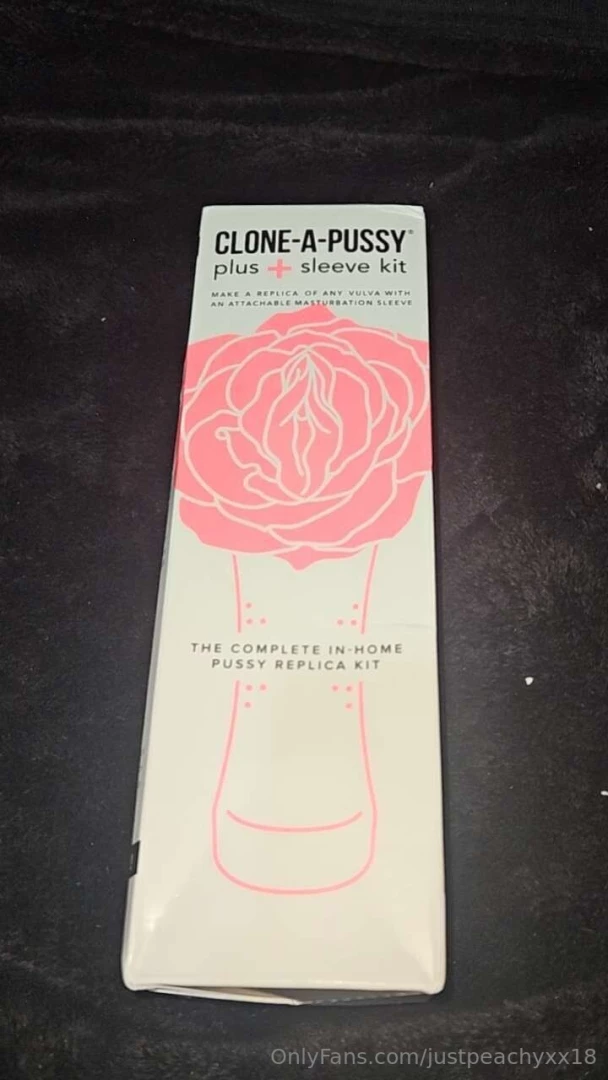 CLONE-A-PUSSY®
plus + sleeve kit
MAKE A REPLICA OF ANY VULVA WITH
AN ATTACHABLE MASTURBATION SLEEVE
THE COMPLETE IN-HOME
PUSSY REPLICA KIT
OnlyFans.com/justpeachyxx18